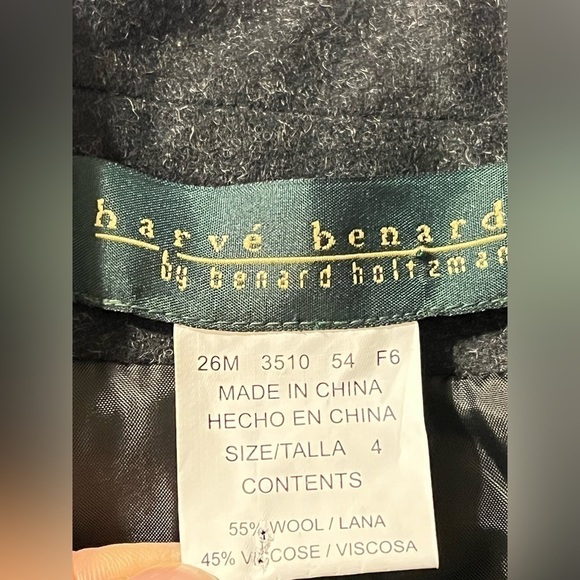 harvé benard
by benard holtzman
26M 3510 54 F6
MADE IN CHINA
HECHO EN CHINA
SIZE/TALLA 4
CONTENTS
55% WOOL / LANA
45% VISCOSE / VISCOSA